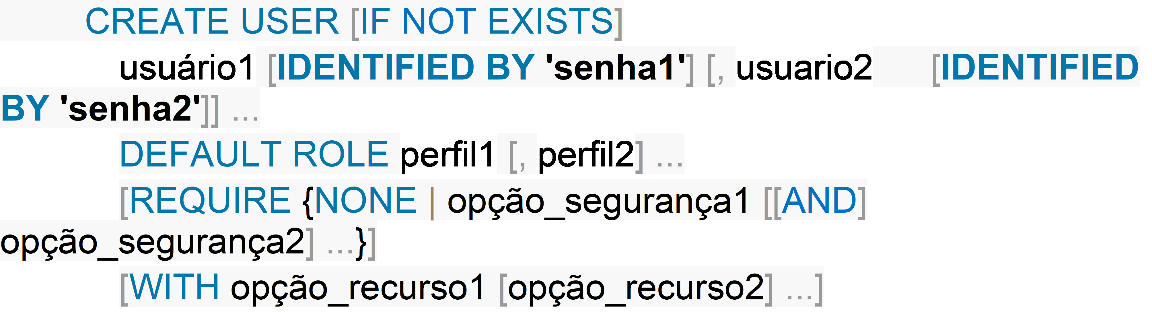 CREATE USER [IF NOT EXISTS]
usuário1 [IDENTIFIED BY 'senha1'] [, usuario2 [IDENTIFIED
BY 'senha2']] ...
DEFAULT ROLE perfil1 [, perfil2] ...
[REQUIRE {NONE | opção_segurança1 [[AND]
opção_segurança2] ...}]
[WITH opção_recurso1 [opção_recurso2] ...]